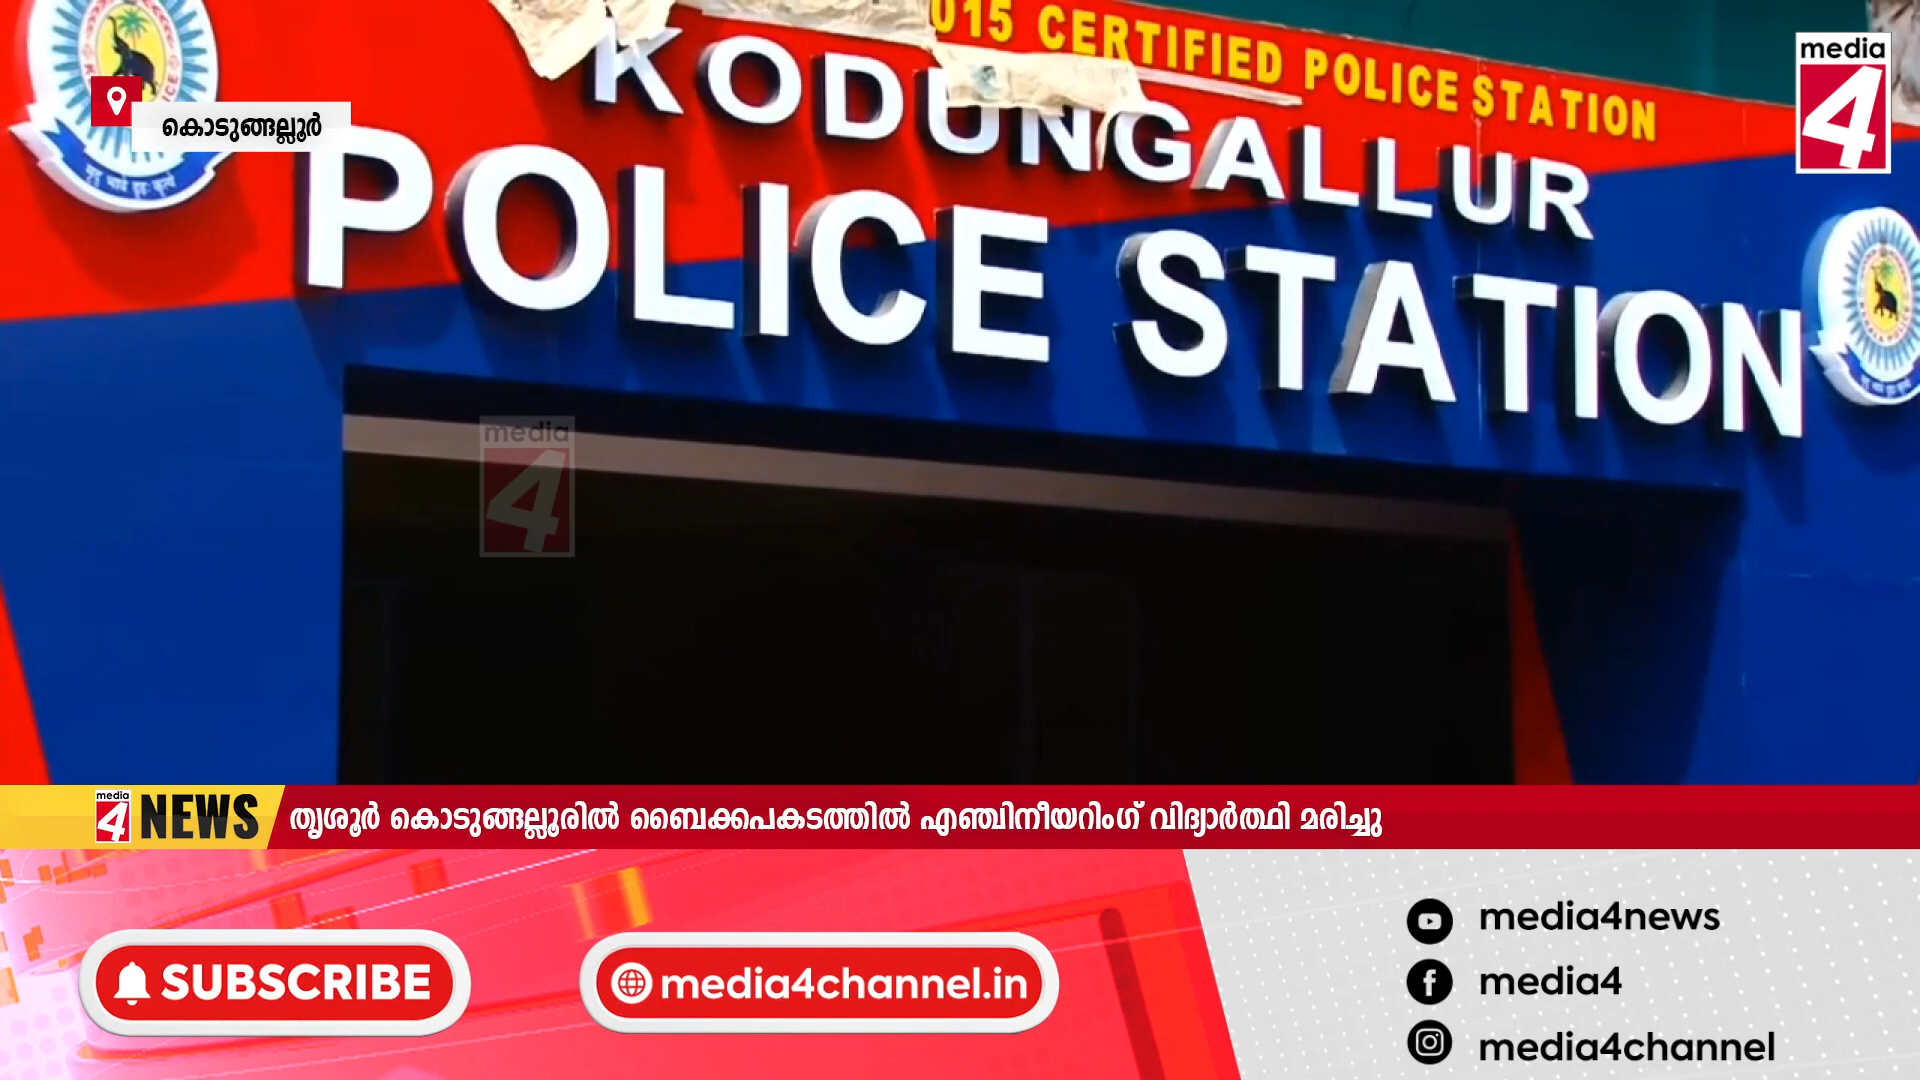 015 CERTIFIED POLICE STATION
KODUNGALLUR
POLICE STATION
കൊടുങ്ങല്ലൂർ
media
4
media
4
media
4 NEWS
തൃശൂർ കൊടുങ്ങല്ലൂരിൽ ബൈക്കപകടത്തിൽ എഞ്ചിനീയറിംഗ് വിദ്യാർത്ഥി മരിച്ചു
SUBSCRIBE
media4channel.in
media4news
media4
media4channel